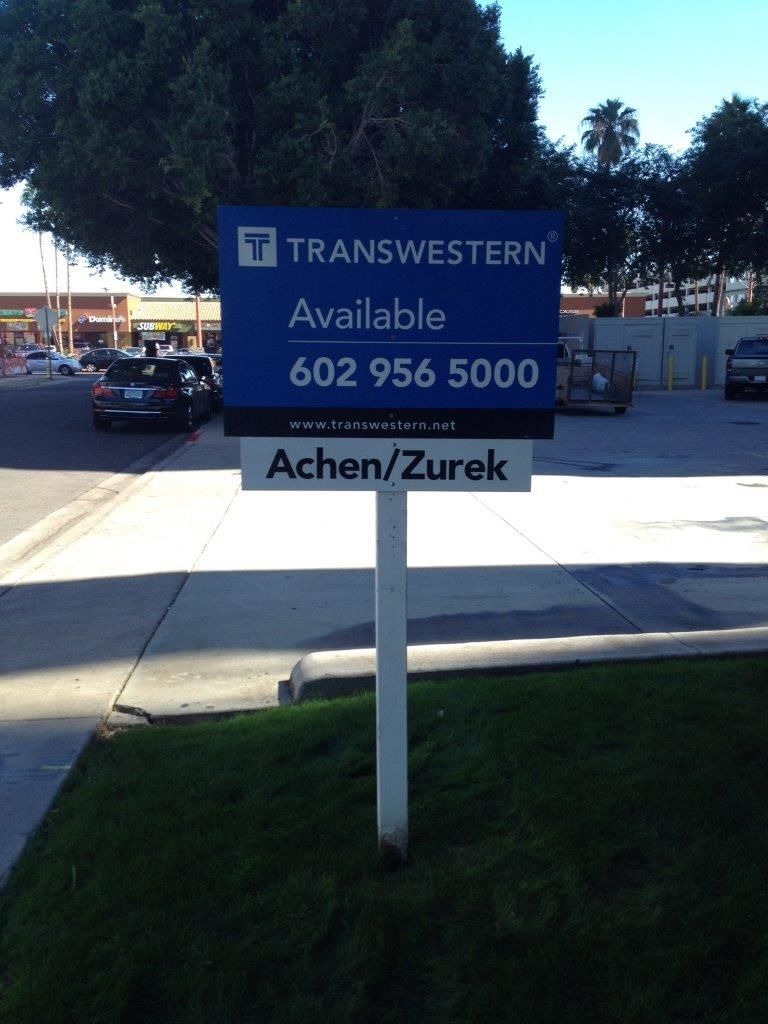 TRANSWESTERN®
Available
602 956 5000
www.transwestern.net
Achen/Zurek
Domino's
SUBWAY